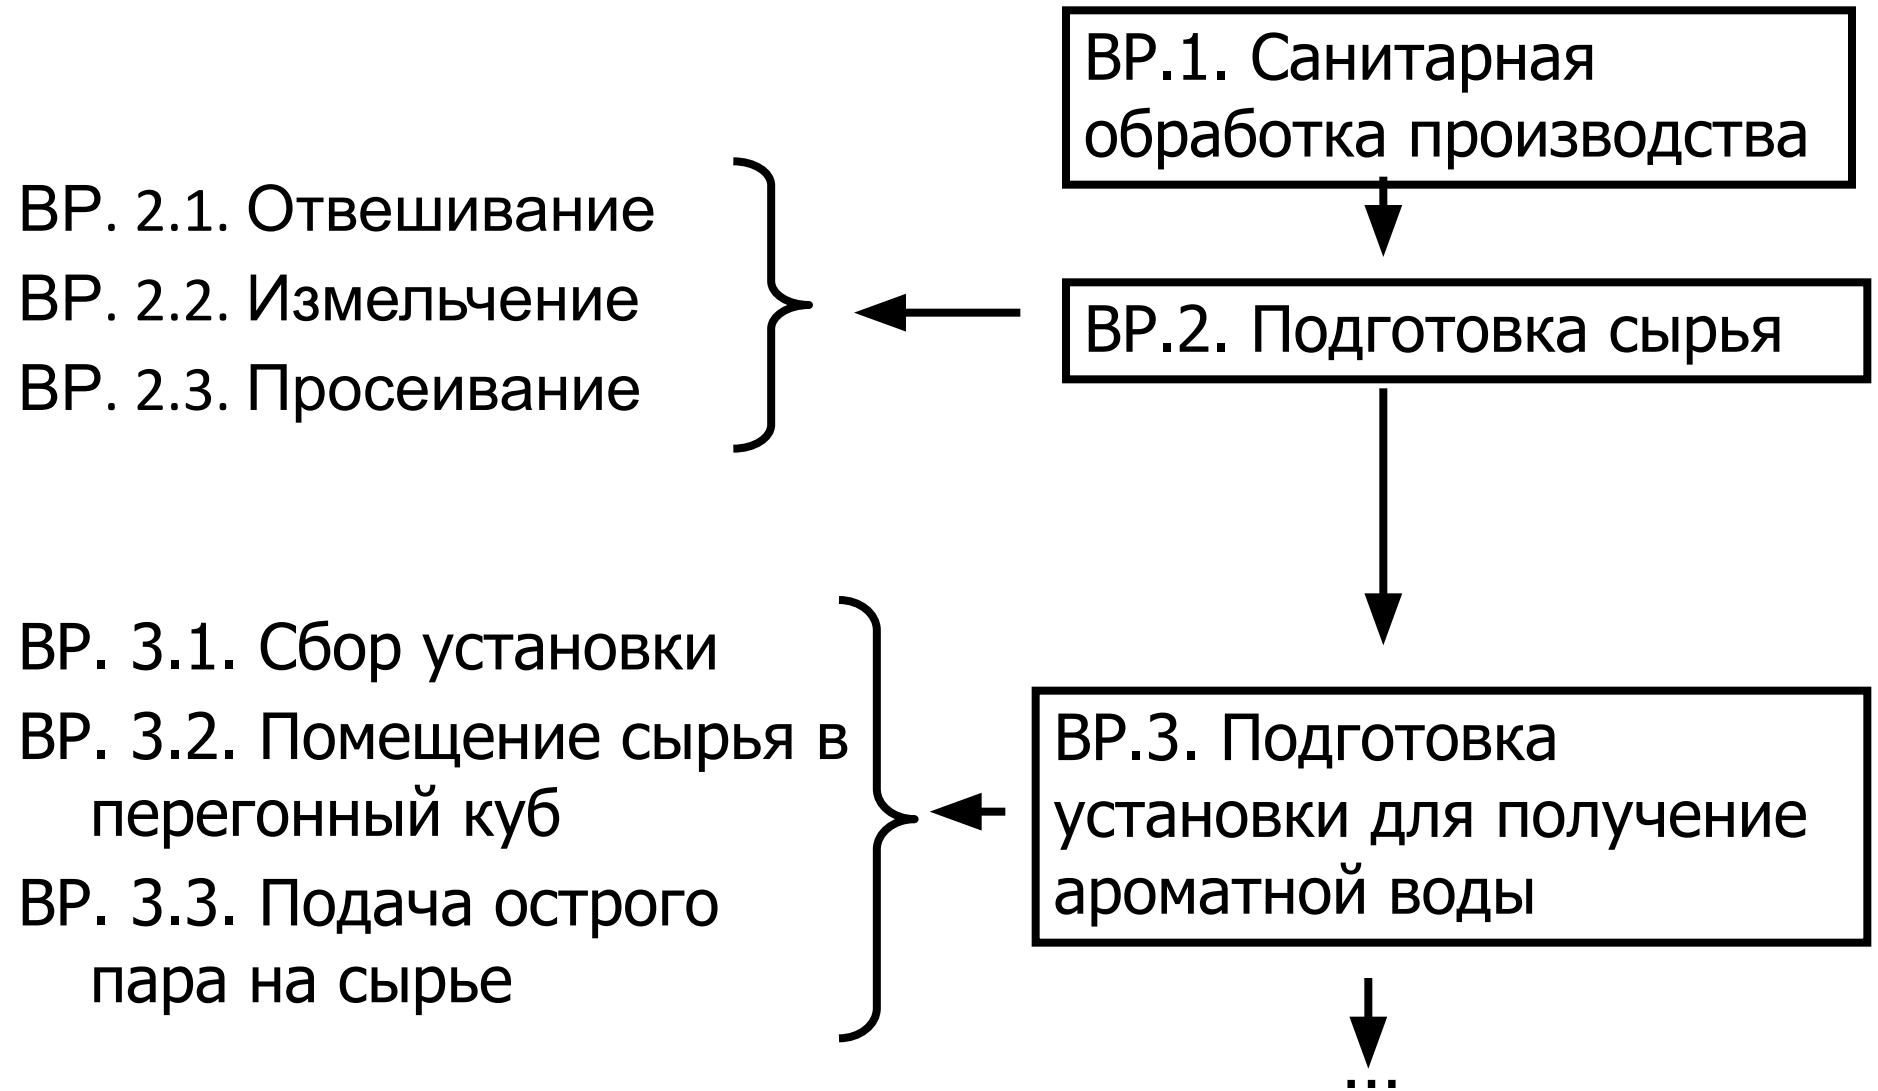 ВР.1. Санитарная
обработка производства
ВР. 2.1. Отвешивание
ВР. 2.2. Измельчение
ВР. 2.3. Просеивание
ВР.2. Подготовка сырья
ВР. 3.1. Сбор установки
ВР. 3.2. Помещение сырья в
перегонный куб
ВР. 3.3. Подача острого
пара на сырье
ВР.3. Подготовка
установки для получение
ароматной воды
...